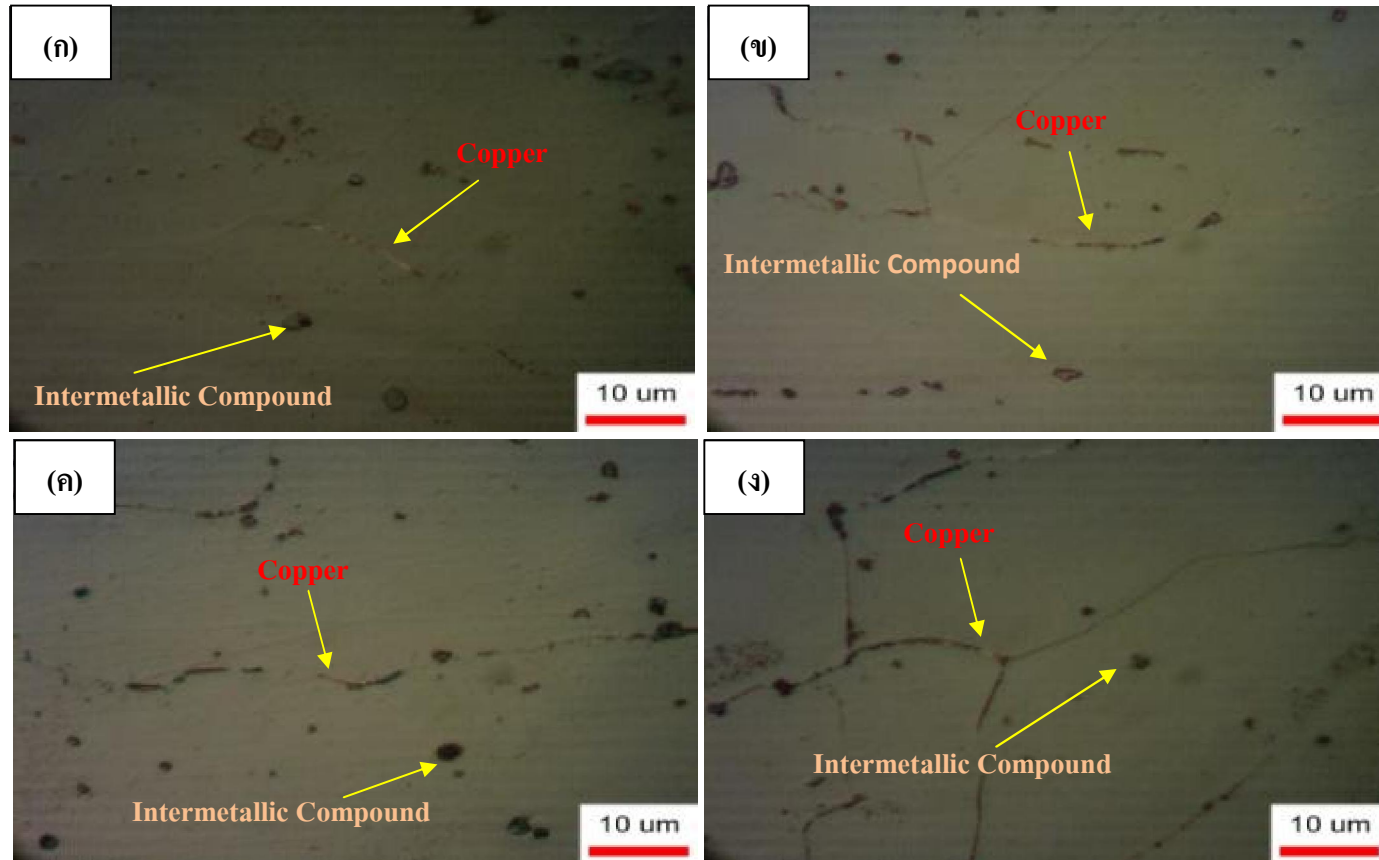 (ก)
Copper
Intermetallic Compound
10 um
(ข)
Copper
Intermetallic Compound
10 um
(ค)
Copper
Intermetallic Compound
10 um
(ง)
Copper
Intermetallic Compound
10 um